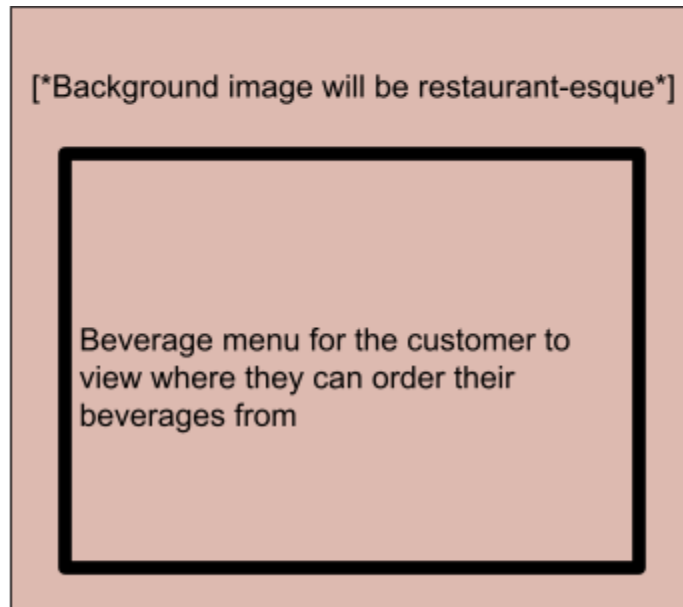 [*Background image will be restaurant-esque*]
Beverage menu for the customer to
view where they can order their
beverages from